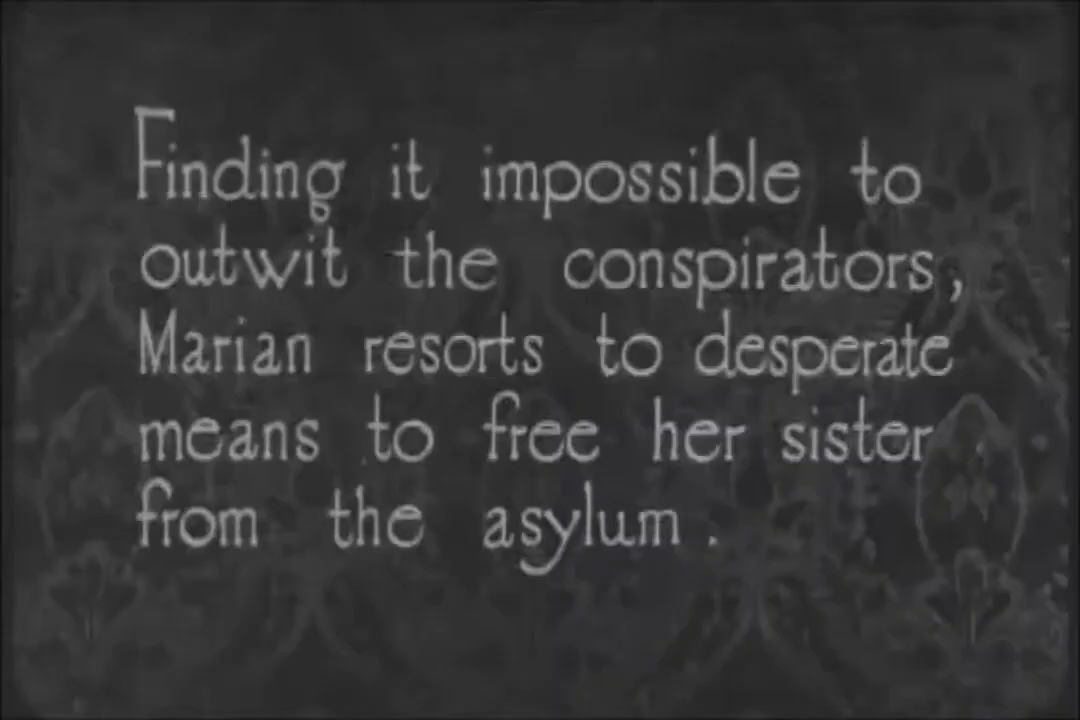 Finding it impossible to
outwit the conspirators,
Marian resorts to desperate
means to free her sister
from the asylum.